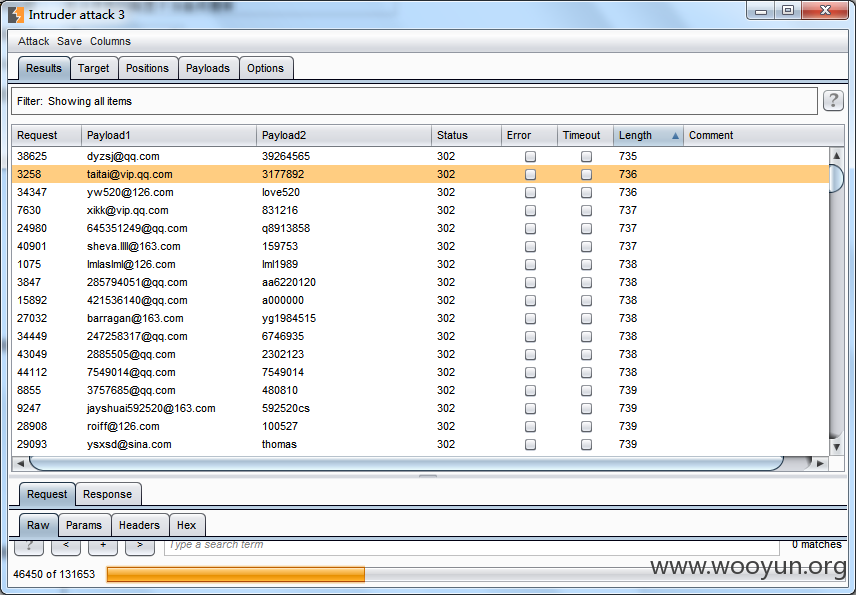 Intruder attack 3
Attack Save Columns
Results Target Positions Payloads Options
Filter: Showing all items
?
Request Payload1 Payload2 Status Error Timeout Length Comment
38625 dyzsj@qq.com 39264565 302 735
3258 taitai@vip.qq.com 3177892 302 736
34347 yw520@126.com love520 302 736
7630 xikk@vip.qq.com 831216 302 737
24980 645351249@qq.com q8913858 302 737
40901 sheva.llll@163.com 159753 302 737
1075 lmlaslml@126.com lml1989 302 738
3847 285794051@qq.com aa6220120 302 738
15892 421536140@qq.com a000000 302 738
27032 barragan@163.com yg1984515 302 738
34449 247258317@qq.com 6746935 302 738
43049 2885505@qq.com 2302123 302 738
44112 7549014@qq.com 7549014 302 738
8855 3757685@qq.com 480810 302 739
9247 jayshuai592520@163.com 592520cs 302 739
28908 roiff@126.com 100527 302 739
29093 ysxsd@sina.com thomas 302 739
Request Response
Raw Params Headers Hex
? < + > Type a search term 0 matches
46450 of 131653
www.wooyun.org